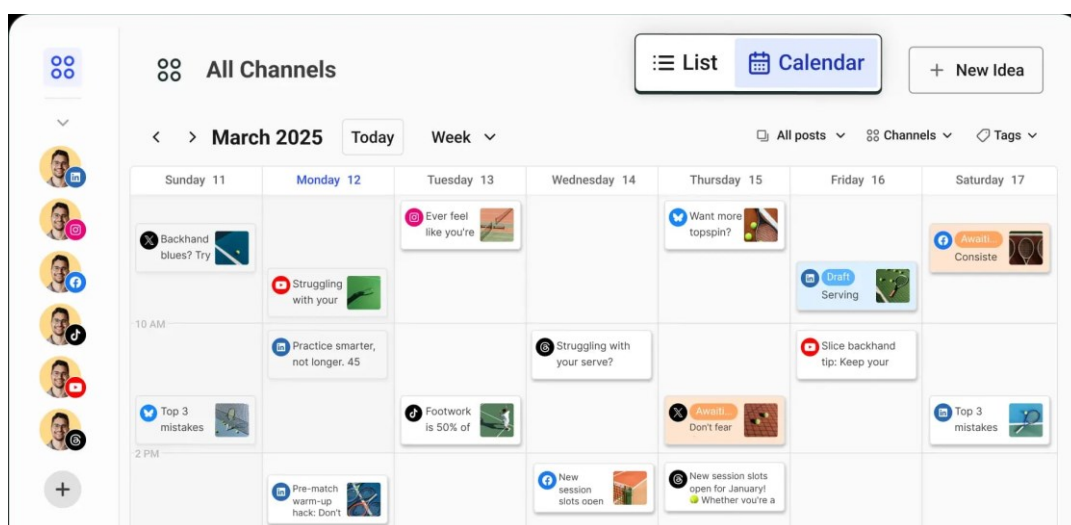 All Channels
List
Calendar
+ New Idea
March 2025
Today
Week
All posts
Channels
Tags
Sunday 11
Monday 12
Tuesday 13
Wednesday 14
Thursday 15
Friday 16
Saturday 17
Backhand
blues? Try
Struggling
with your
Ever feel
like you're
Want more
topspin?
Draft
Serving
Awaiti...
Consiste
10 AM
Practice smarter,
not longer. 45
Struggling with
your serve?
Slice backhand
tip: Keep your
Top 3
mistakes
Footwork
is 50% of
Awaiti...
Don't fear
Top 3
mistakes
2 PM
Pre-match
warm-up
hack: Don't
New
session
slots open
New session slots
open for January!
Whether you're a